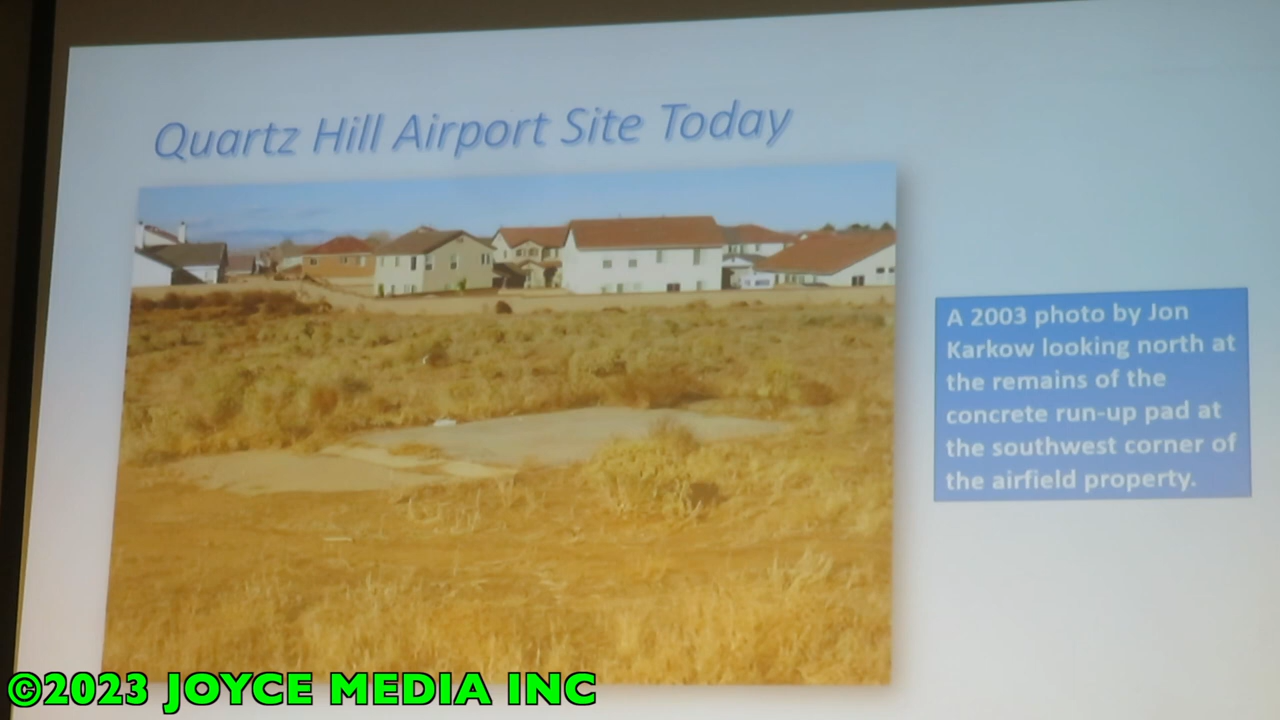 Quartz Hill Airport Site Today
A 2003 photo by Jon
Karkow looking north at
the remains of the
concrete run-up pad at
the southwest corner of
the airfield property.
©2023 JOYCE MEDIA INC